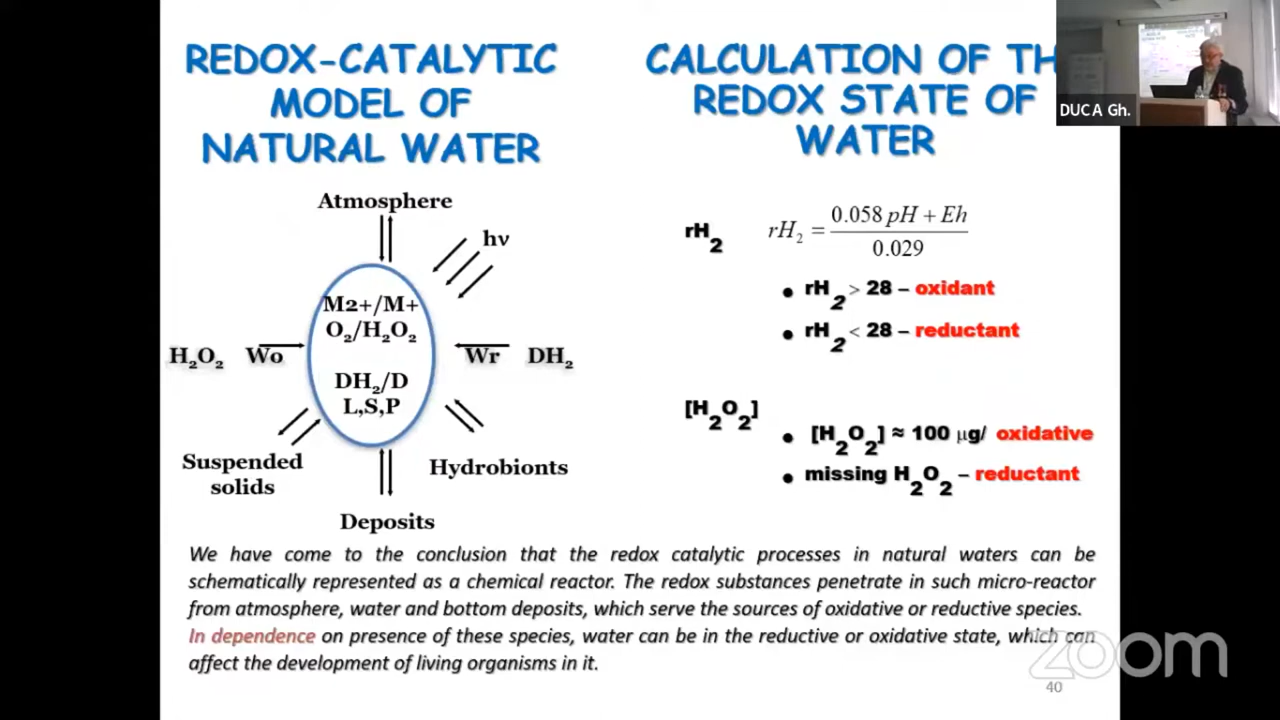 REDOX-CATALYTIC
MODEL OF
NATURAL WATER
CALCULATION OF TH
REDOX STATE OF
WATER
DUCA Gh.
Atmosphere
hν
M2+/M+
O₂/H₂O₂
H₂O₂ Wo
Wr DH₂
DH₂/D
L,S,P
Suspended
solids
Hydrobionts
Deposits
rH₂ rH₂ = (0.058 pH + Eh) / 0.029
• rH₂ > 28 – oxidant
• rH₂ < 28 – reductant
[H₂O₂]
• [H₂O₂] ≈ 100 μg/ oxidative
• missing H₂O₂ – reductant
We have come to the conclusion that the redox catalytic processes in natural waters can be
schematically represented as a chemical reactor. The redox substances penetrate in such micro-reactor
from atmosphere, water and bottom deposits, which serve the sources of oxidative or reductive species.
In dependence on presence of these species, water can be in the reductive or oxidative state, which can
affect the development of living organisms in it.
zoom
40